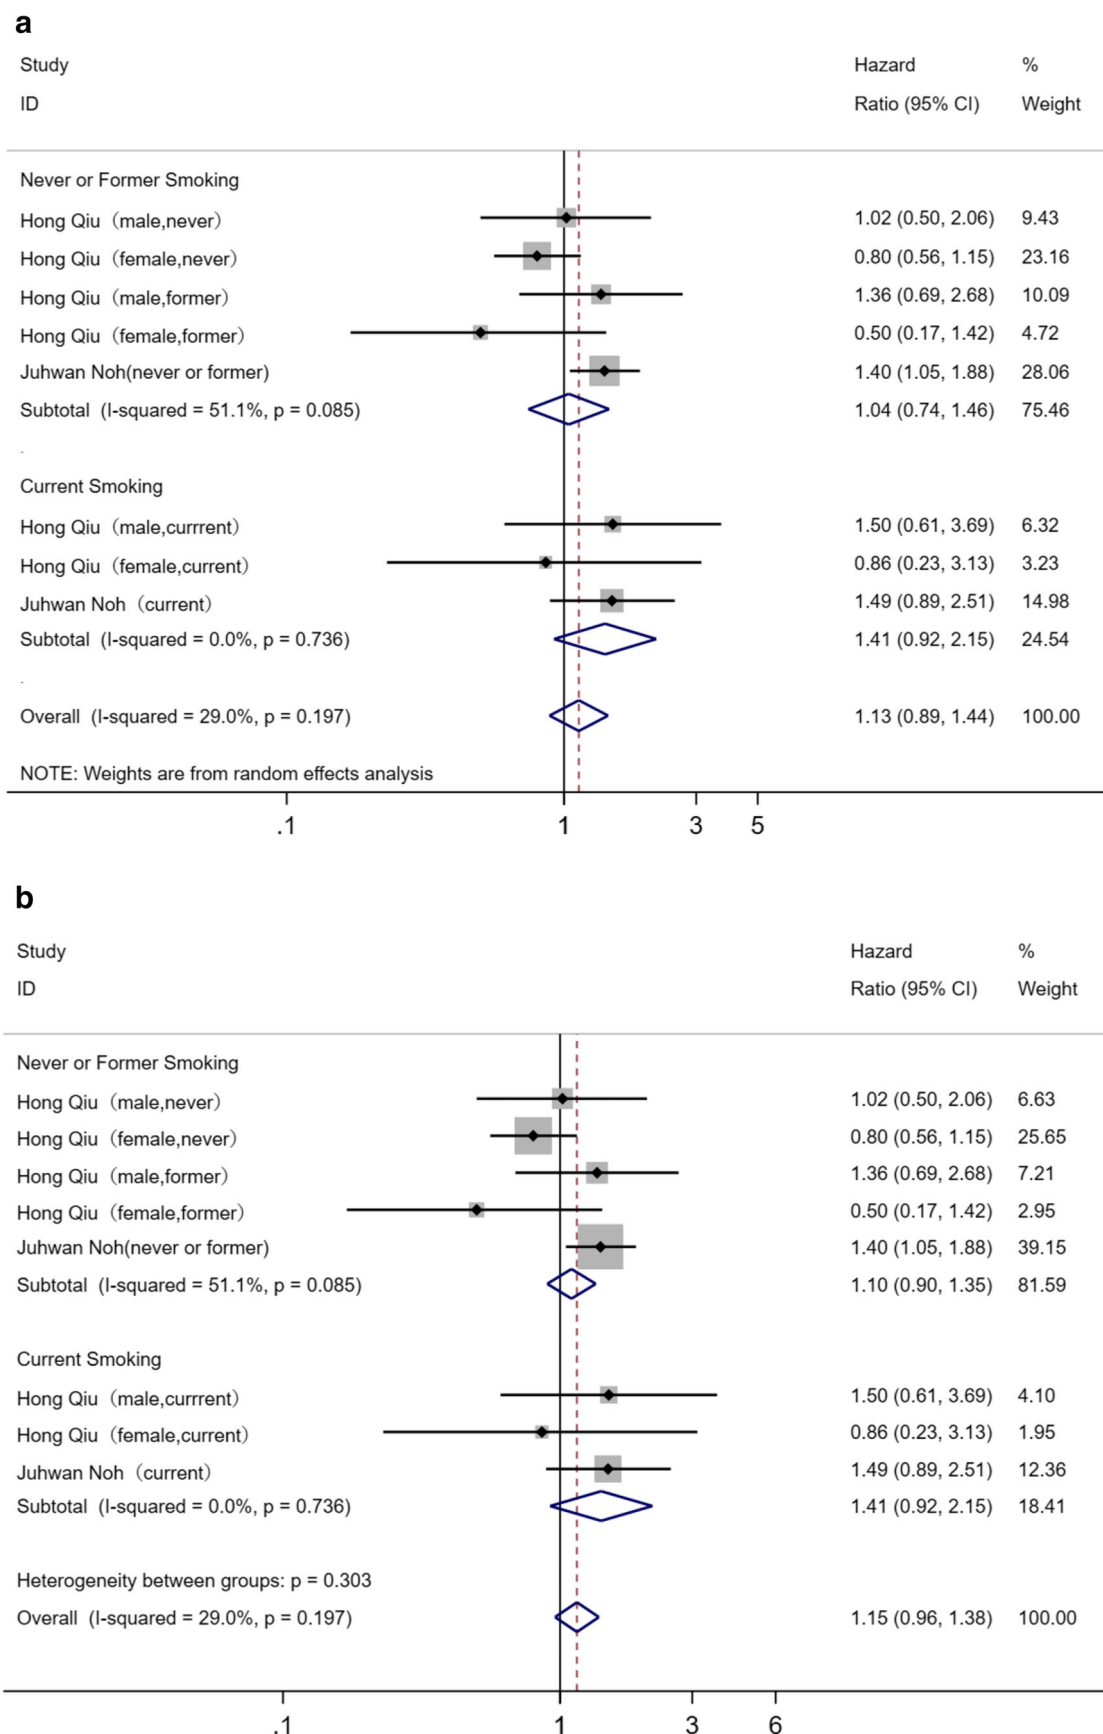 a
Study Hazard %
ID Ratio (95% CI) Weight
Never or Former Smoking
Hong Qiu（male,never） 1.02 (0.50, 2.06) 9.43
Hong Qiu（female,never） 0.80 (0.56, 1.15) 23.16
Hong Qiu（male,former） 1.36 (0.69, 2.68) 10.09
Hong Qiu（female,former） 0.50 (0.17, 1.42) 4.72
Juhwan Noh(never or former) 1.40 (1.05, 1.88) 28.06
Subtotal (I-squared = 51.1%, p = 0.085) 1.04 (0.74, 1.46) 75.46
.
Current Smoking
Hong Qiu（male,currrent） 1.50 (0.61, 3.69) 6.32
Hong Qiu（female,current） 0.86 (0.23, 3.13) 3.23
Juhwan Noh（current） 1.49 (0.89, 2.51) 14.98
Subtotal (I-squared = 0.0%, p = 0.736) 1.41 (0.92, 2.15) 24.54
.
Overall (I-squared = 29.0%, p = 0.197) 1.13 (0.89, 1.44) 100.00
NOTE: Weights are from random effects analysis
.1 1 3 5
b
Study Hazard %
ID Ratio (95% CI) Weight
Never or Former Smoking
Hong Qiu（male,never） 1.02 (0.50, 2.06) 6.63
Hong Qiu（female,never） 0.80 (0.56, 1.15) 25.65
Hong Qiu（male,former） 1.36 (0.69, 2.68) 7.21
Hong Qiu（female,former） 0.50 (0.17, 1.42) 2.95
Juhwan Noh(never or former) 1.40 (1.05, 1.88) 39.15
Subtotal (I-squared = 51.1%, p = 0.085) 1.10 (0.90, 1.35) 81.59
Current Smoking
Hong Qiu（male,currrent） 1.50 (0.61, 3.69) 4.10
Hong Qiu（female,current） 0.86 (0.23, 3.13) 1.95
Juhwan Noh（current） 1.49 (0.89, 2.51) 12.36
Subtotal (I-squared = 0.0%, p = 0.736) 1.41 (0.92, 2.15) 18.41
Heterogeneity between groups: p = 0.303
Overall (I-squared = 29.0%, p = 0.197) 1.15 (0.96, 1.38) 100.00
.1 1 3 6